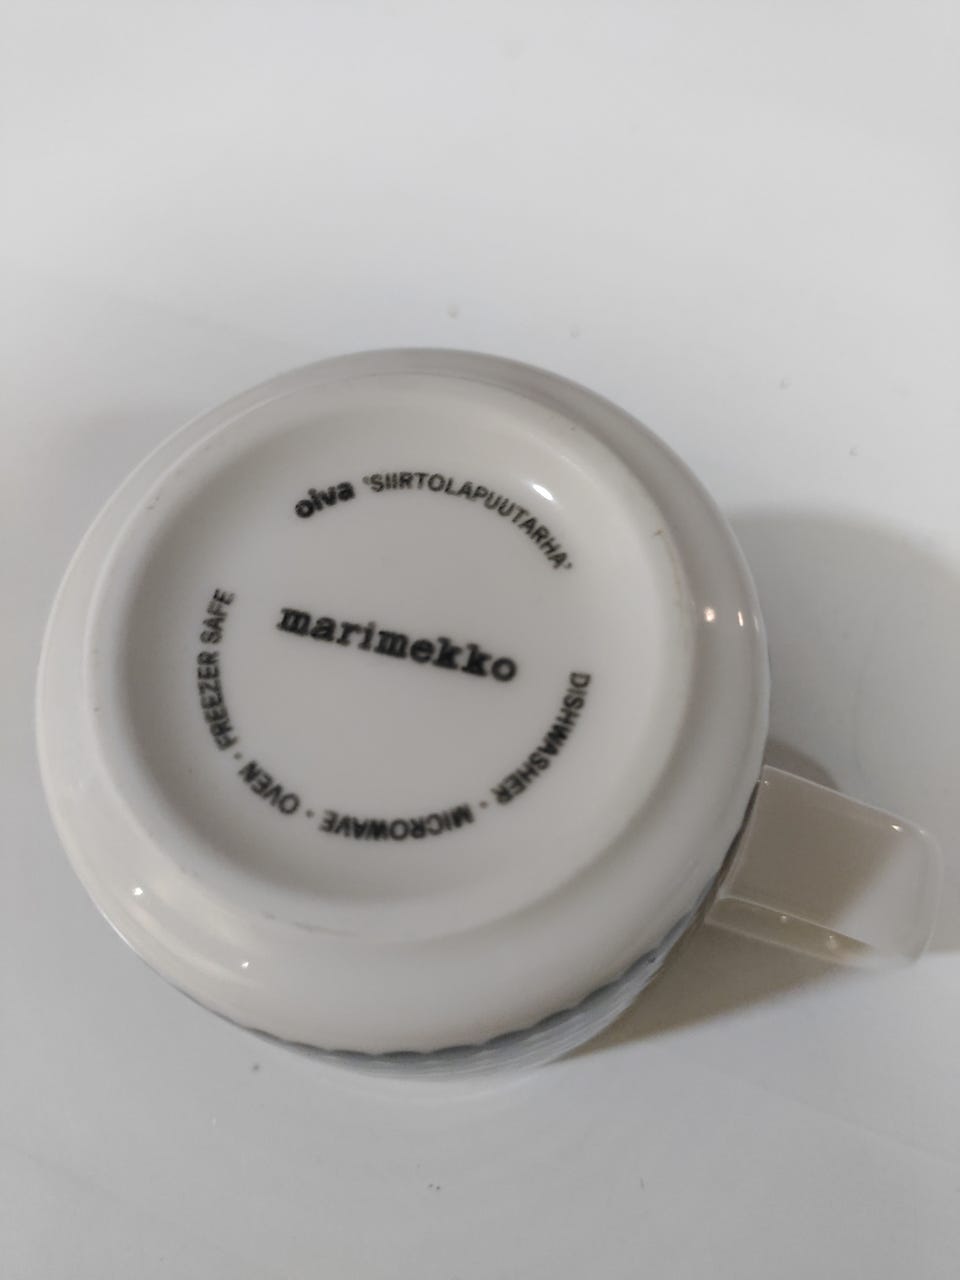 oiva 'SIIRTOLAPUUTARHA'
marimekko
DISHWASHER · MICROWAVE · OVEN · FREEZER SAFE